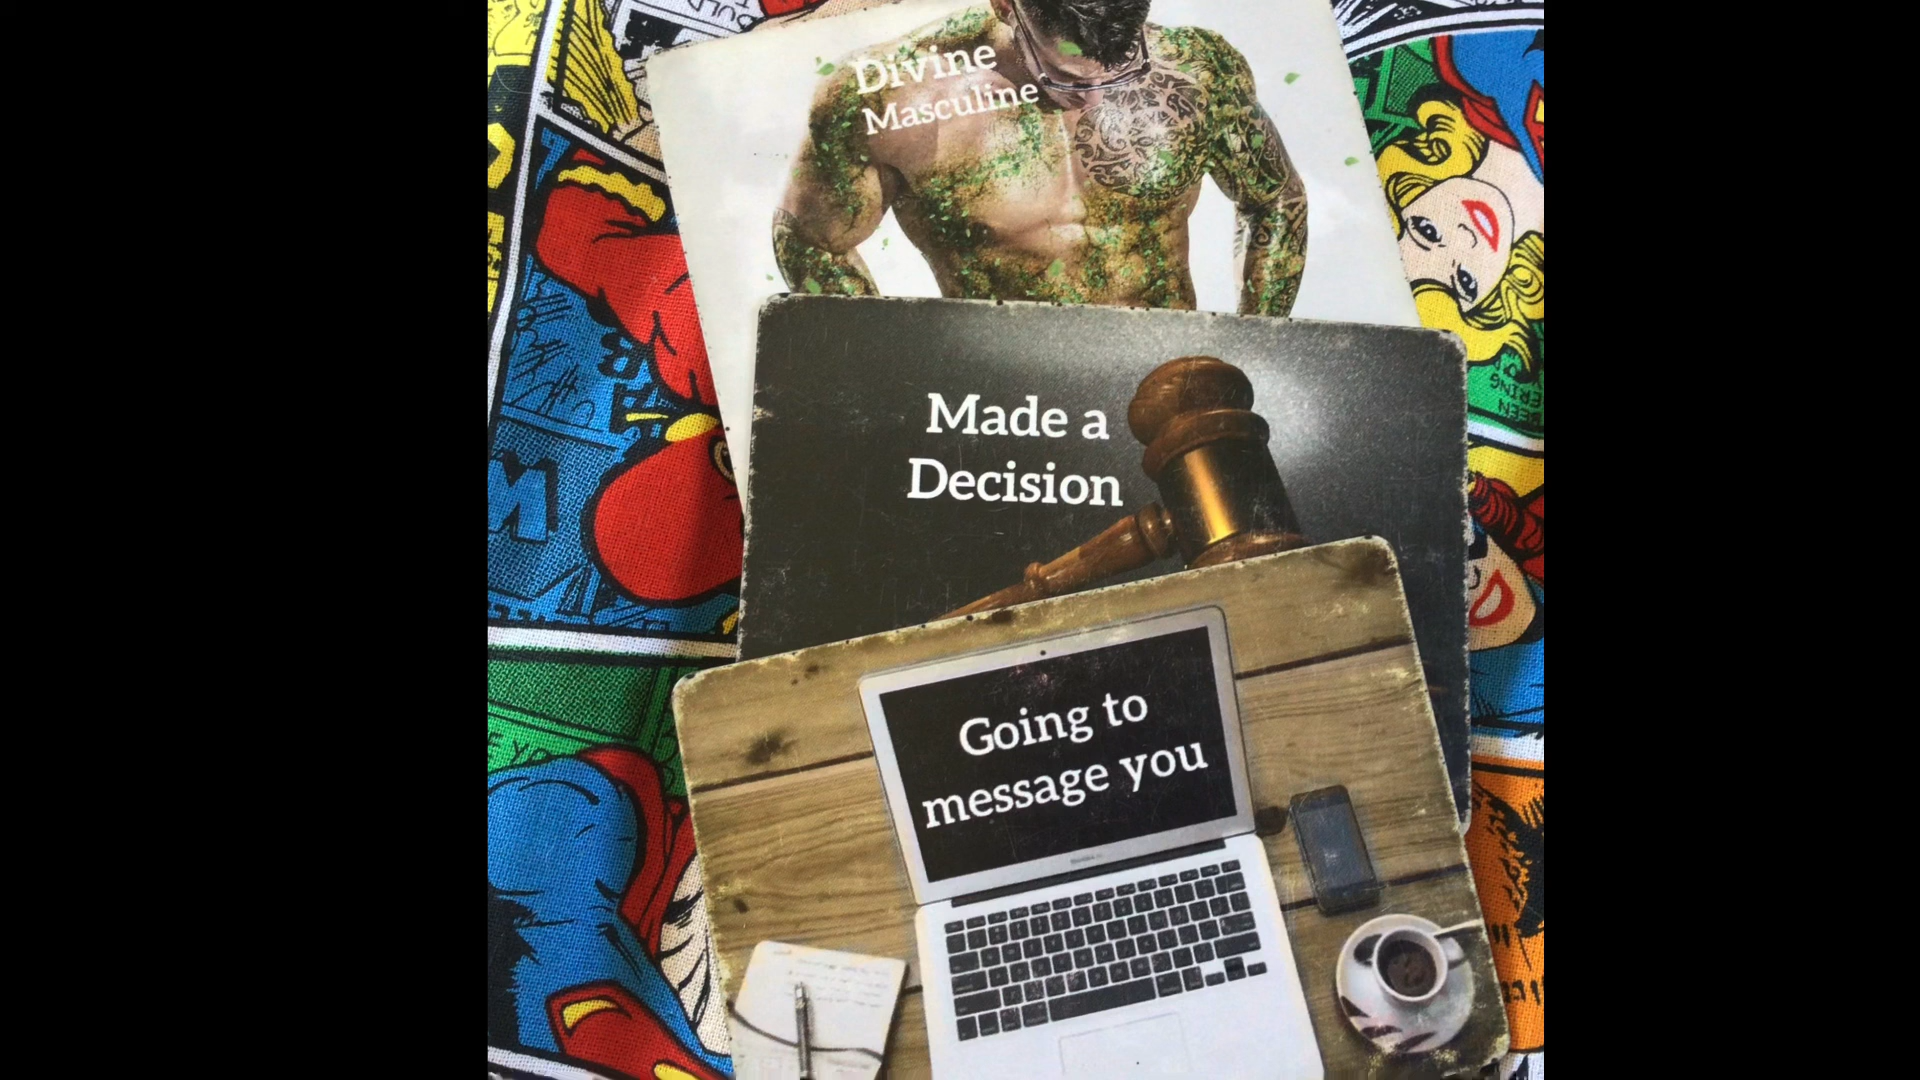 Divine
Masculine
Made a
Decision
Going to
message you